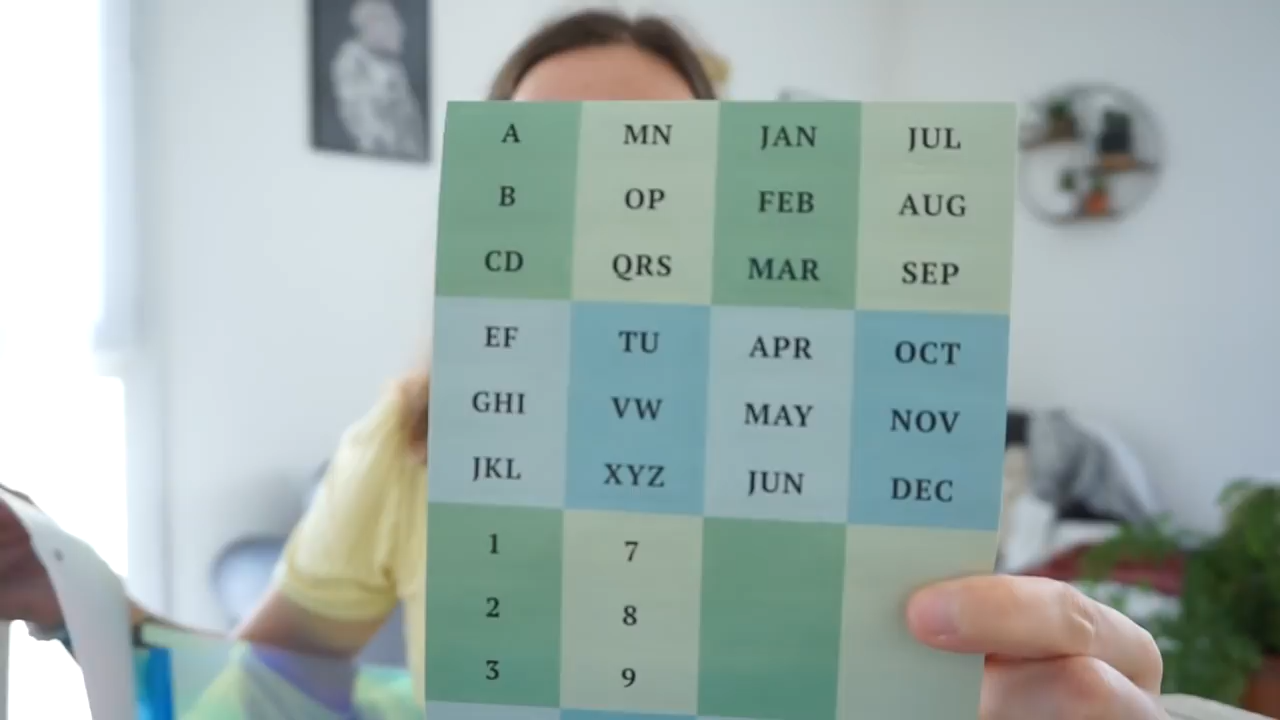 A MN JAN JUL
B OP FEB AUG
CD QRS MAR SEP
EF TU APR OCT
GHI VW MAY NOV
JKL XYZ JUN DEC
1 7
2 8
3 9